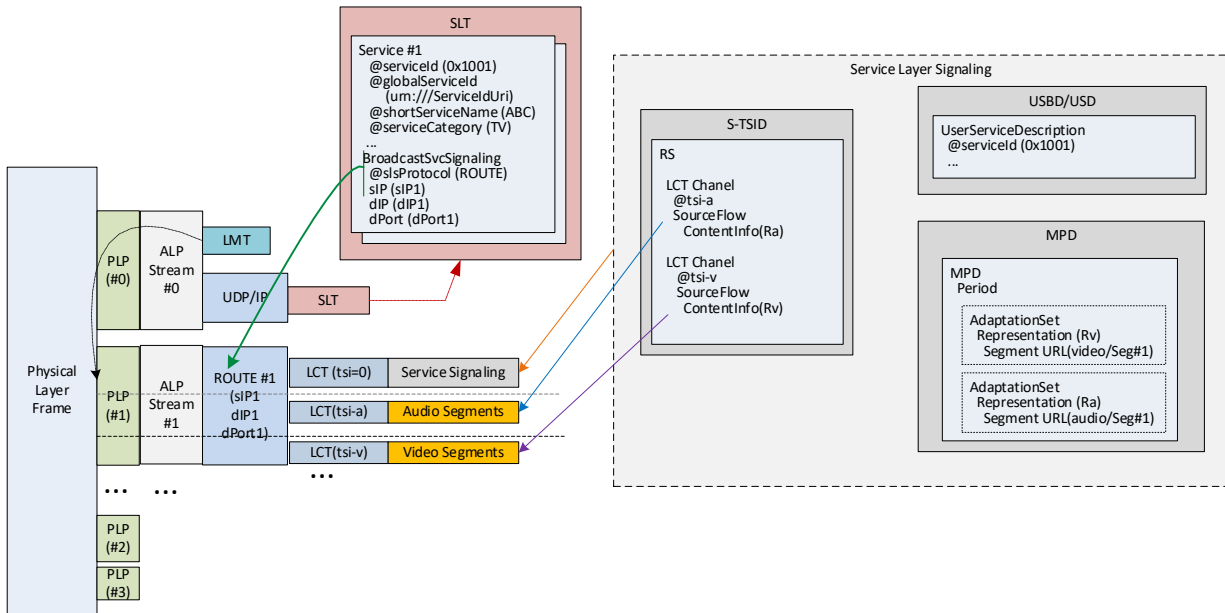 SLT
Service #1
@serviceId (0x1001)
@globalServiceId
(urn:///ServiceIdUri)
@shortServiceName (ABC)
@serviceCategory (TV)
...
BroadcastSvcSignaling
@slsProtocol (ROUTE)
sIP (sIP1)
dIP (dIP1)
dPort (dPort1)
Service Layer Signaling
S-TSID
RS
LCT Chanel
@tsi-a
SourceFlow
ContentInfo(Ra)
LCT Chanel
@tsi-v
SourceFlow
ContentInfo(Rv)
USBD/USD
UserServiceDescription
@serviceId (0x1001)
...
MPD
MPD
Period
AdaptationSet
Representation (Rv)
Segment URL(video/Seg#1)
AdaptationSet
Representation (Ra)
Segment URL(audio/Seg#1)
Physical
Layer
Frame
PLP
(#0)
ALP
Stream
#0
LMT
UDP/IP
SLT
PLP
(#1)
ALP
Stream
#1
ROUTE #1
(sIP1
dIP1
dPort1)
LCT (tsi=0)
Service Signaling
LCT(tsi-a)
Audio Segments
LCT(tsi-v)
Video Segments
...
...
...
PLP
(#2)
PLP
(#3)